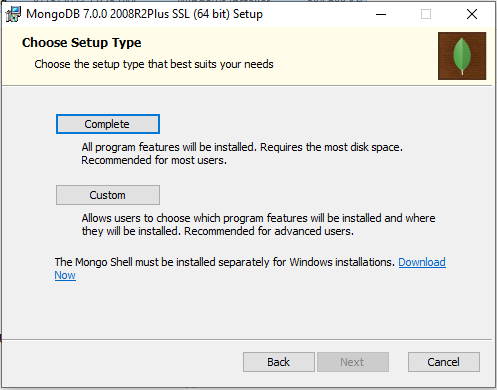 MongoDB 7.0.0 2008R2Plus SSL (64 bit) Setup
Choose Setup Type
Choose the setup type that best suits your needs
Complete
All program features will be installed. Requires the most disk space.
Recommended for most users.
Custom
Allows users to choose which program features will be installed and where
they will be installed. Recommended for advanced users.
The Mongo Shell must be installed separately for Windows installations. Download
Now
Back Next Cancel